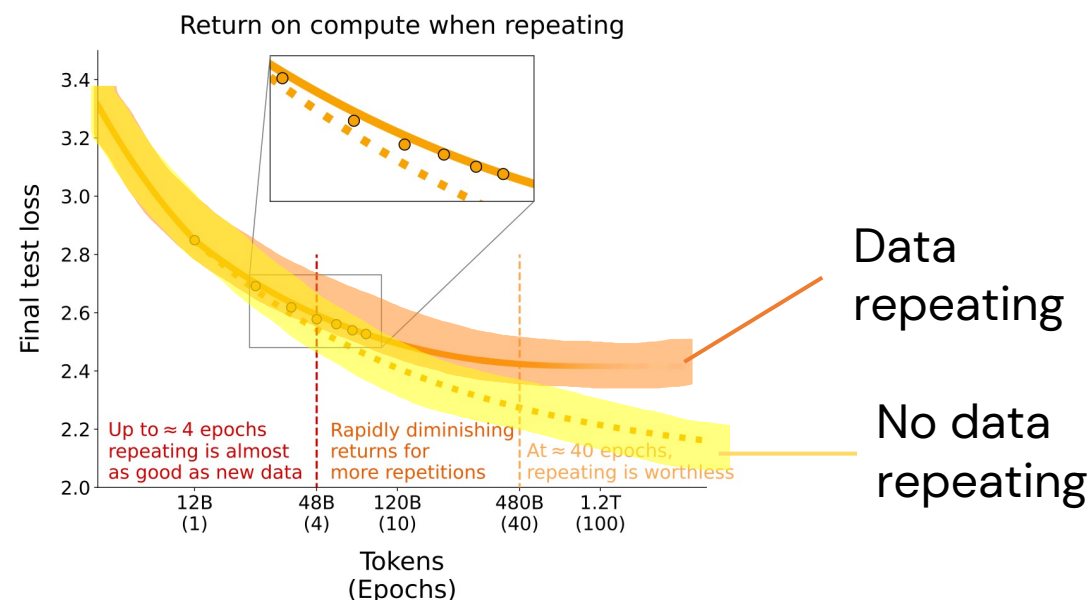 Return on compute when repeating
Final test loss
3.4
3.2
3.0
2.8
2.6
2.4
2.2
2.0
Up to ≈ 4 epochs
repeating is almost
as good as new data
Rapidly diminishing
returns for
more repetitions
At ≈ 40 epochs,
repeating is worthless
12B
(1)
48B
(4)
120B
(10)
480B
(40)
1.2T
(100)
Tokens
(Epochs)
Data
repeating
No data
repeating